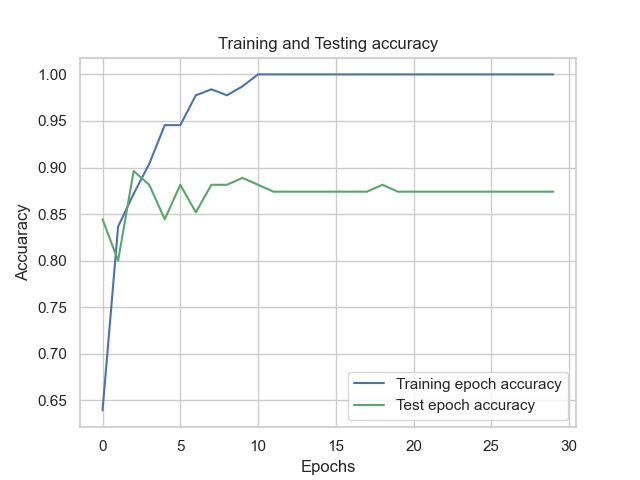 Training and Testing accuracy
1.00
0.95
0.90
0.85
0.80
0.75
0.70
0.65
Accuaracy
Training epoch accuracy
Test epoch accuracy
0 5 10 15 20 25 30
Epochs